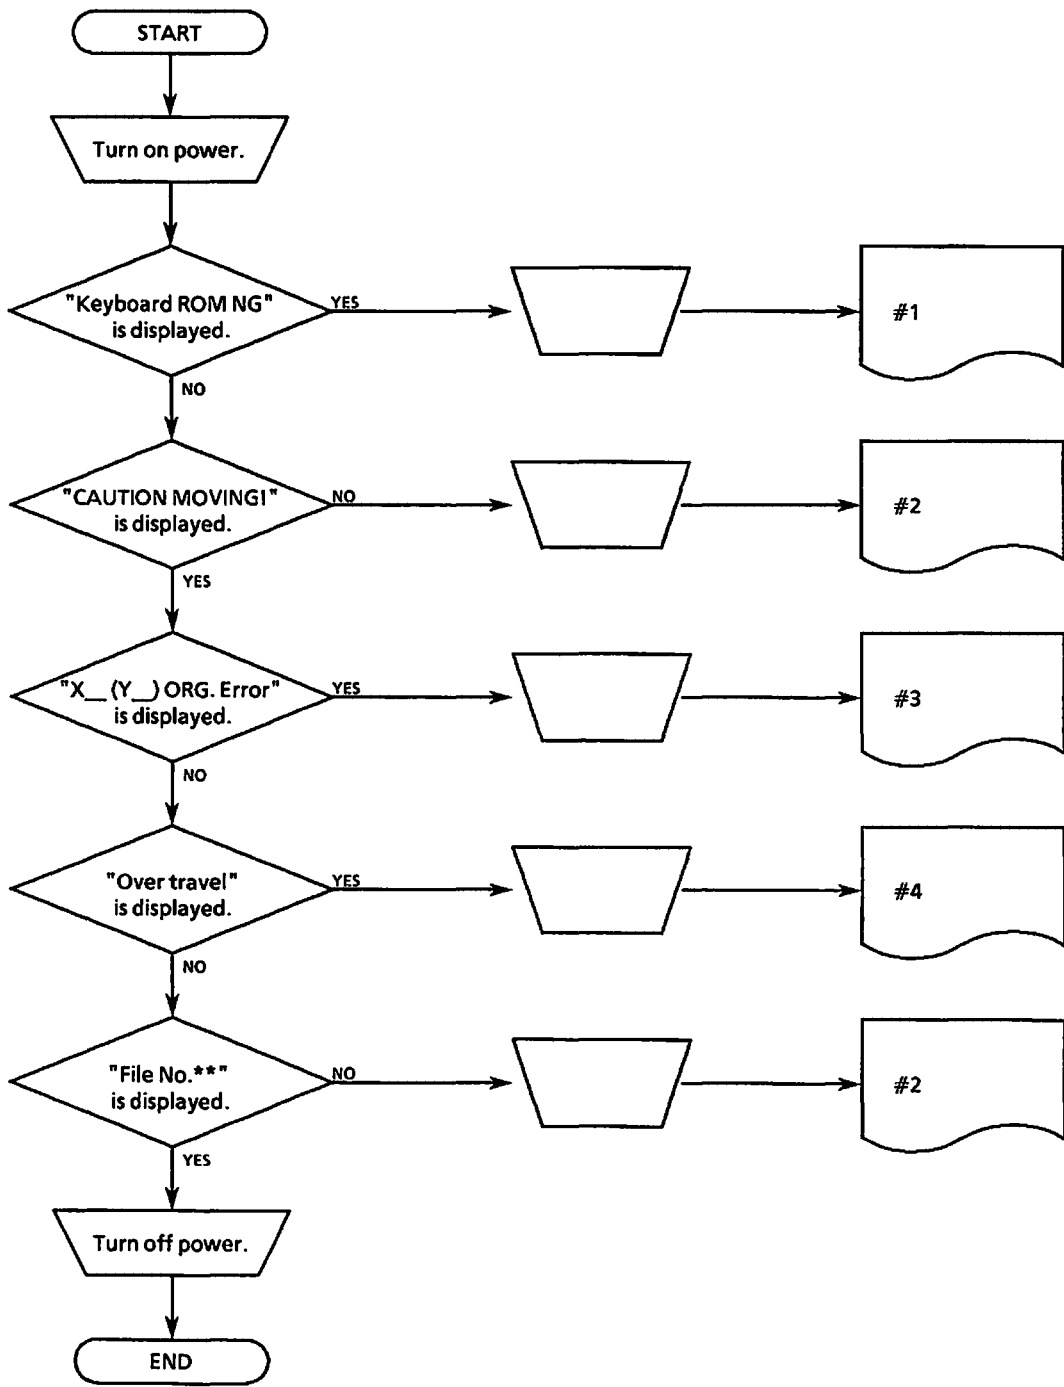 START
Turn on power.
"Keyboard ROM NG"
is displayed.
YES
#1
NO
"CAUTION MOVING!"
is displayed.
NO
#2
YES
"X__ (Y__) ORG. Error"
is displayed.
YES
#3
NO
"Over travel"
is displayed.
YES
#4
NO
"File No.**"
is displayed.
NO
#2
YES
Turn off power.
END